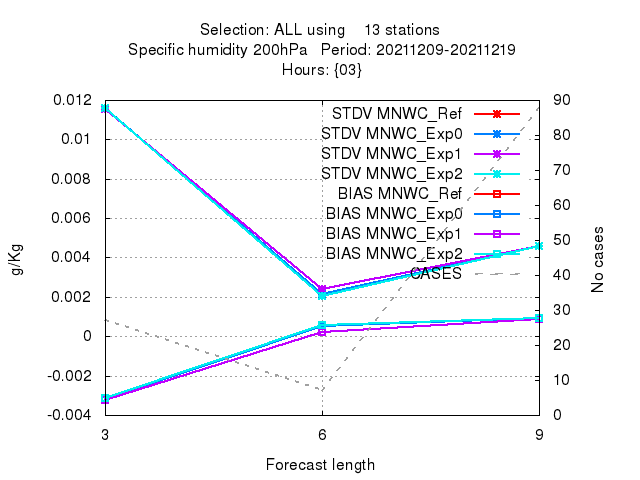 Selection: ALL using    13 stations
Specific humidity 200hPa   Period: 20211209-20211219
Hours: {03}
0.012
0.01
0.008
0.006
0.004
0.002
0
-0.002
-0.004
g/Kg
STDV MNWC_Ref
STDV MNWC_Exp0
STDV MNWC_Exp1
STDV MNWC_Exp2
BIAS MNWC_Ref
BIAS MNWC_Exp0
BIAS MNWC_Exp1
BIAS MNWC_Exp2
CASES
90
80
70
60
50
40
30
20
10
0
No cases
3 6 9
Forecast length